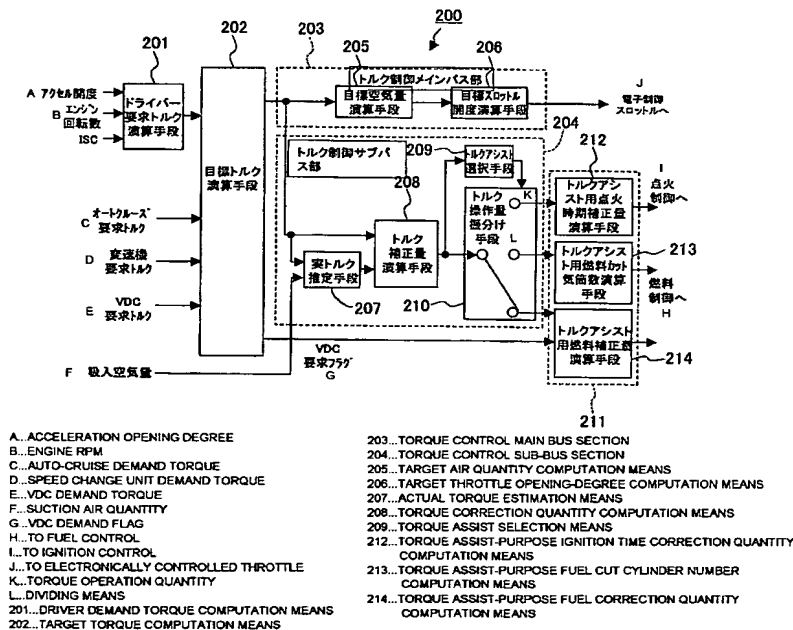 200
201
202
203
205
206
トルク制御メインパス部
目標空気量
演算手段
目標スロットル
開度演算手段
J
電子制御
スロットルへ
A アクセル開度
B エンジン
回転数
ISC
ドライバー
要求トルク
演算手段
目標トルク
演算手段
C オートクルーズ
要求トルク
D 変速機
要求トルク
E VDC
要求トルク
F 吸入空気量
トルク制御サブパス部
204
209
トルクアシスト
選択手段
208
トルク
補正量
演算手段
実トルク
推定手段
207
トルク
操作量
振分け
手段
K
L
210
VDC
要求フラグ
G
212
トルクアシスト用点火時期補正量演算手段
I
点火
制御へ
トルクアシスト用燃料カット気筒数演算手段
213
燃料
制御へ
H
トルクアシスト
用燃料補正量
演算手段
214
211
A...ACCELERATION OPENING DEGREE
B...ENGINE RPM
C...AUTO-CRUISE DEMAND TORQUE
D...SPEED CHANGE UNIT DEMAND TORQUE
E...VDC DEMAND TORQUE
F...SUCTION AIR QUANTITY
G...VDC DEMAND FLAG
H...TO FUEL CONTROL
I...TO IGNITION CONTROL
J...TO ELECTRONICALLY CONTROLLED THROTTLE
K...TORQUE OPERATION QUANTITY
L...DIVIDING MEANS
201...DRIVER DEMAND TORQUE COMPUTATION MEANS
202...TARGET TORQUE COMPUTATION MEANS
203...TORQUE CONTROL MAIN BUS SECTION
204...TORQUE CONTROL SUB-BUS SECTION
205...TARGET AIR QUANTITY COMPUTATION MEANS
206...TARGET THROTTLE OPENING-DEGREE COMPUTATION MEANS
207...ACTUAL TORQUE ESTIMATION MEANS
208...TORQUE CORRECTION QUANTITY COMPUTATION MEANS
209...TORQUE ASSIST SELECTION MEANS
212...TORQUE ASSIST-PURPOSE IGNITION TIME CORRECTION QUANTITY
COMPUTATION MEANS
213...TORQUE ASSIST-PURPOSE FUEL CUT CYLINDER NUMBER
COMPUTATION MEANS
214...TORQUE ASSIST-PURPOSE FUEL CORRECTION QUANTITY
COMPUTATION MEANS